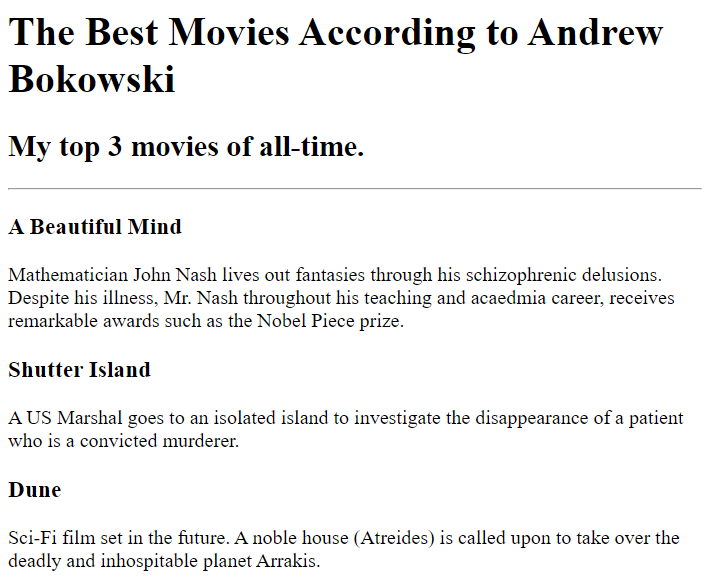 The Best Movies According to Andrew
Bokowski
My top 3 movies of all-time.
A Beautiful Mind
Mathematician John Nash lives out fantasies through his schizophrenic delusions.
Despite his illness, Mr. Nash throughout his teaching and acaedmia career, receives
remarkable awards such as the Nobel Piece prize.
Shutter Island
A US Marshal goes to an isolated island to investigate the disappearance of a patient
who is a convicted murderer.
Dune
Sci-Fi film set in the future. A noble house (Atreides) is called upon to take over the
deadly and inhospitable planet Arrakis.